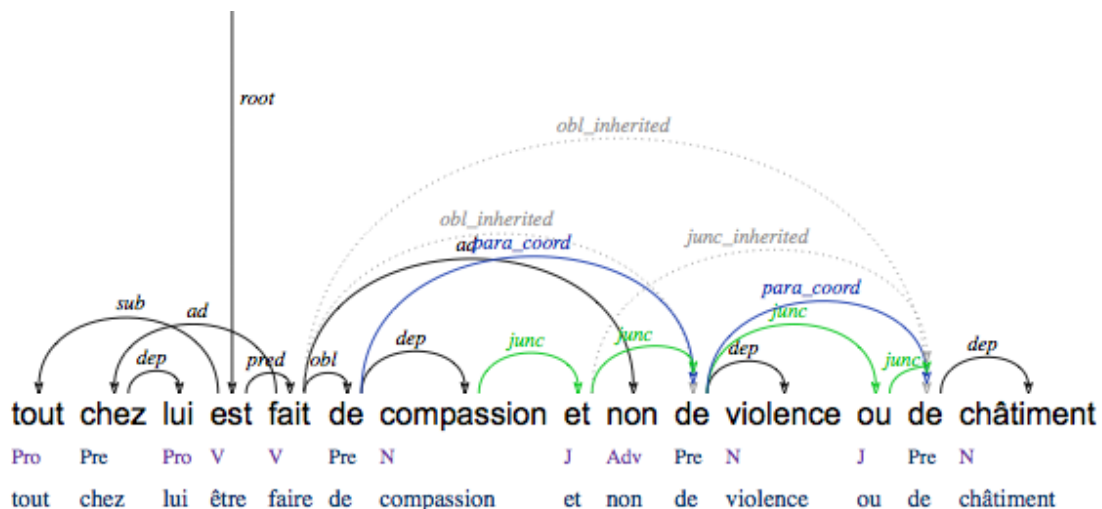 root
obl_inherited
obl_inherited
ad para_coord junc_inherited
para_coord
sub ad junc junc junc
dep pred obl dep dep junc dep
tout chez lui est fait de compassion et non de violence ou de châtiment
Pro Pre Pro V V Pre N J Adv Pre N J Pre N
tout chez lui être faire de compassion et non de violence ou de châtiment